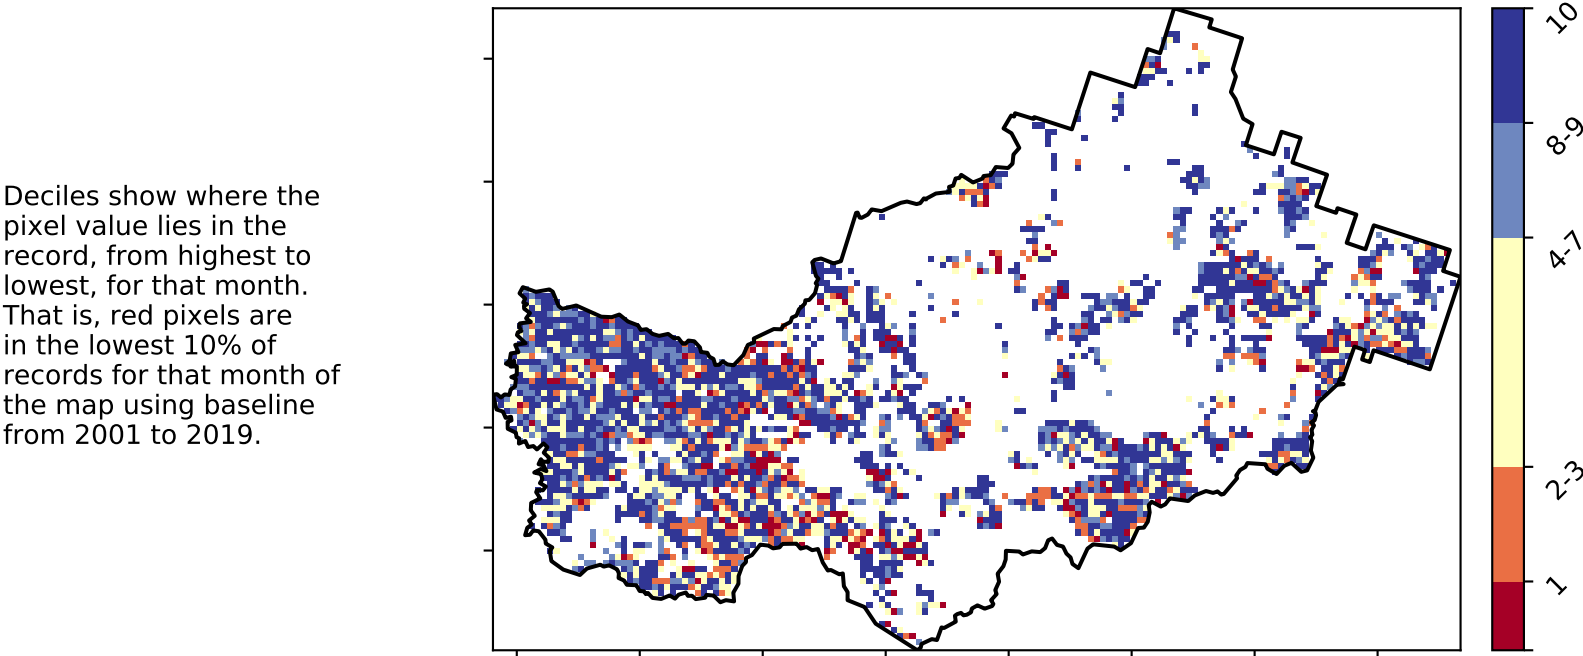 Deciles show where the
pixel value lies in the
record, from highest to
lowest, for that month.
That is, red pixels are
in the lowest 10% of
records for that month of
the map using baseline
from 2001 to 2019.
10
8-9
4-7
2-3
1